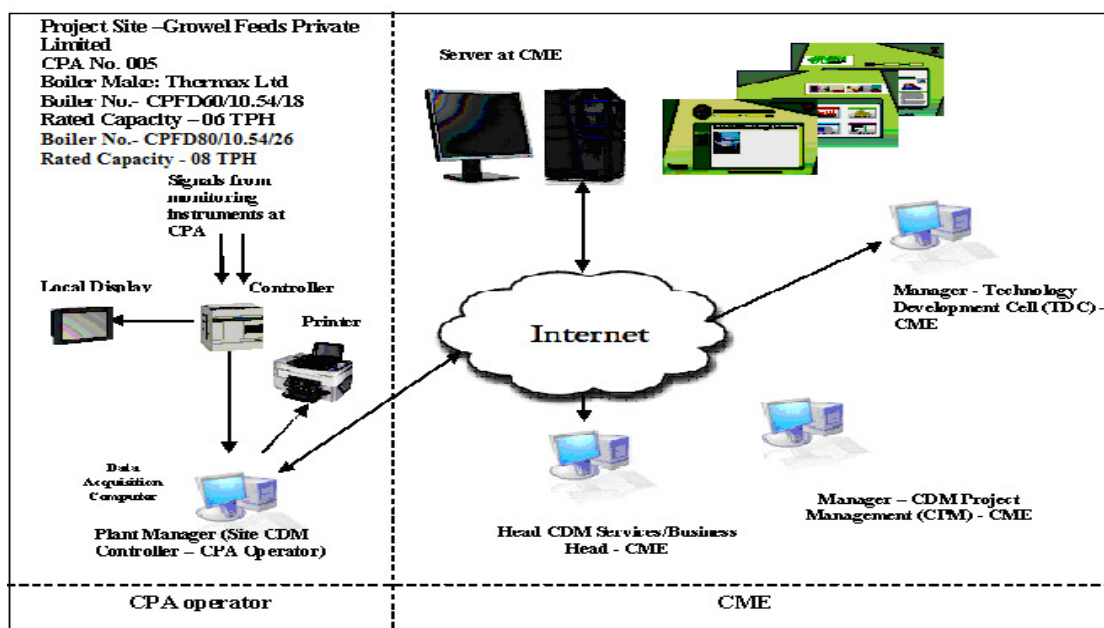 Project Site –Growel Feeds Private
Limited
CPA No. 005
Boiler Make: Thermax Ltd
Boiler No.- CPFD60/10.54/18
Rated Capacity – 06 TPH
Boiler No.- CPFD80/10.54/26
Rated Capacity - 08 TPH
Signals from
monitoring
instruments at
CPA
Local Display
Controller
Printer
Data
Acquisition
Computer
Plant Manager (Site CDM
Controller – CPA Operator)
CPA operator
Server at CME
Internet
Manager - Technology
Development Cell (TDC) -
CME
Head CDM Services/Business
Head - CME
Manager – CDM Project
Management (CPM) - CME
CME